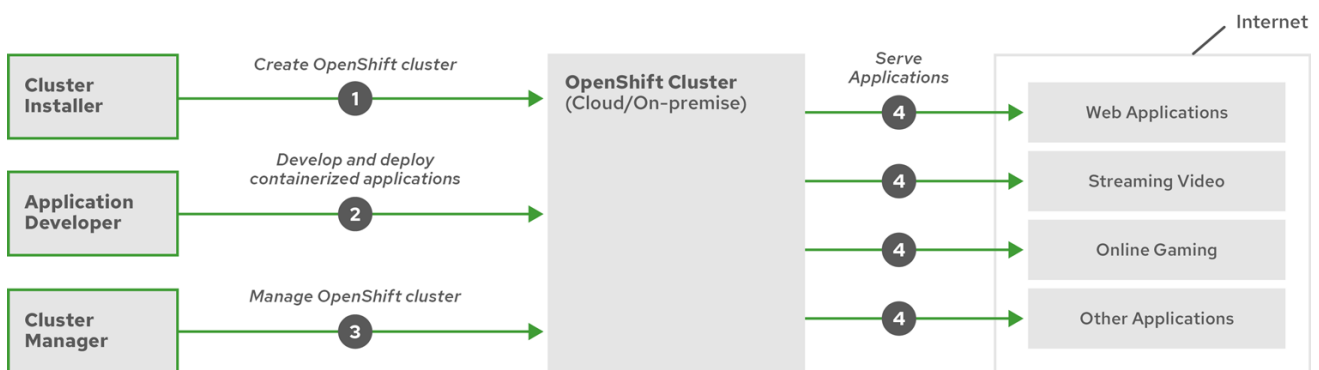 Internet
Cluster
Installer
Create OpenShift cluster
1
OpenShift Cluster
(Cloud/On-premise)
Serve
Applications
4
Web Applications
Application
Developer
Develop and deploy
containerized applications
2
4
Streaming Video
4
Online Gaming
Cluster
Manager
Manage OpenShift cluster
3
4
Other Applications